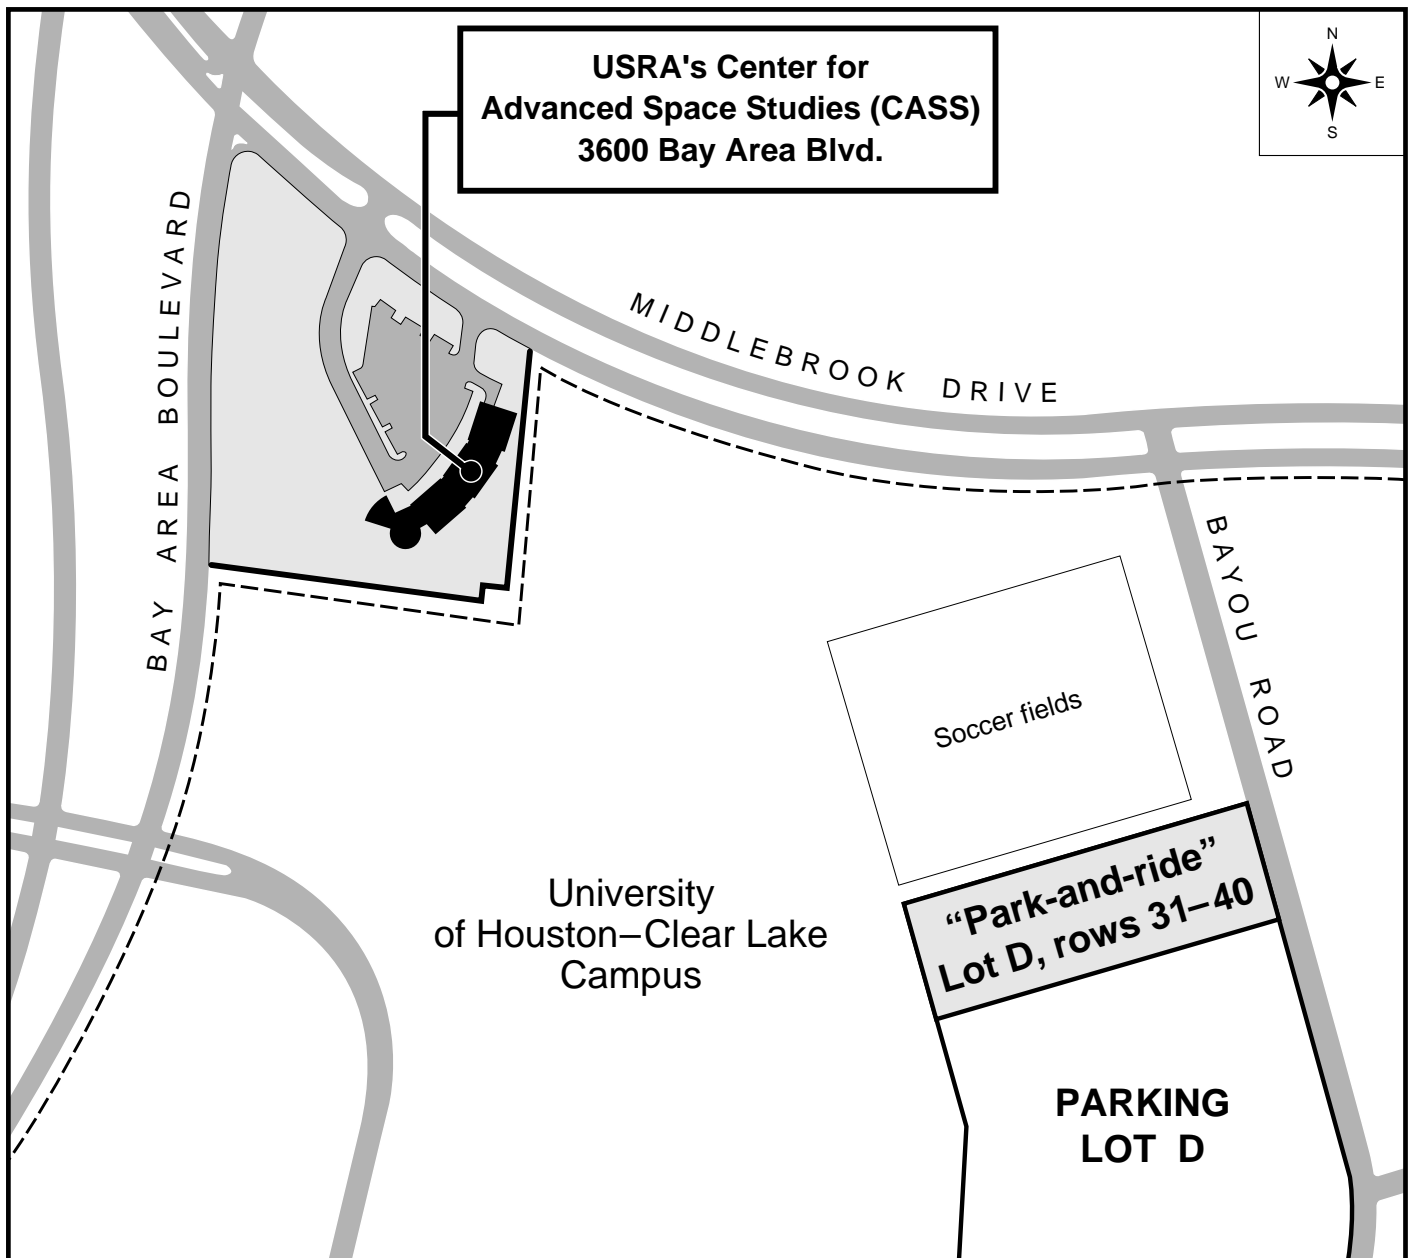 USRA's Center for
Advanced Space Studies (CASS)
3600 Bay Area Blvd.
N
W E
S
BAY AREA BOULEVARD
MIDDLEBROOK DRIVE
BAYOU ROAD
Soccer fields
“Park-and-ride”
Lot D, rows 31–40
University
of Houston–Clear Lake
Campus
PARKING
LOT D